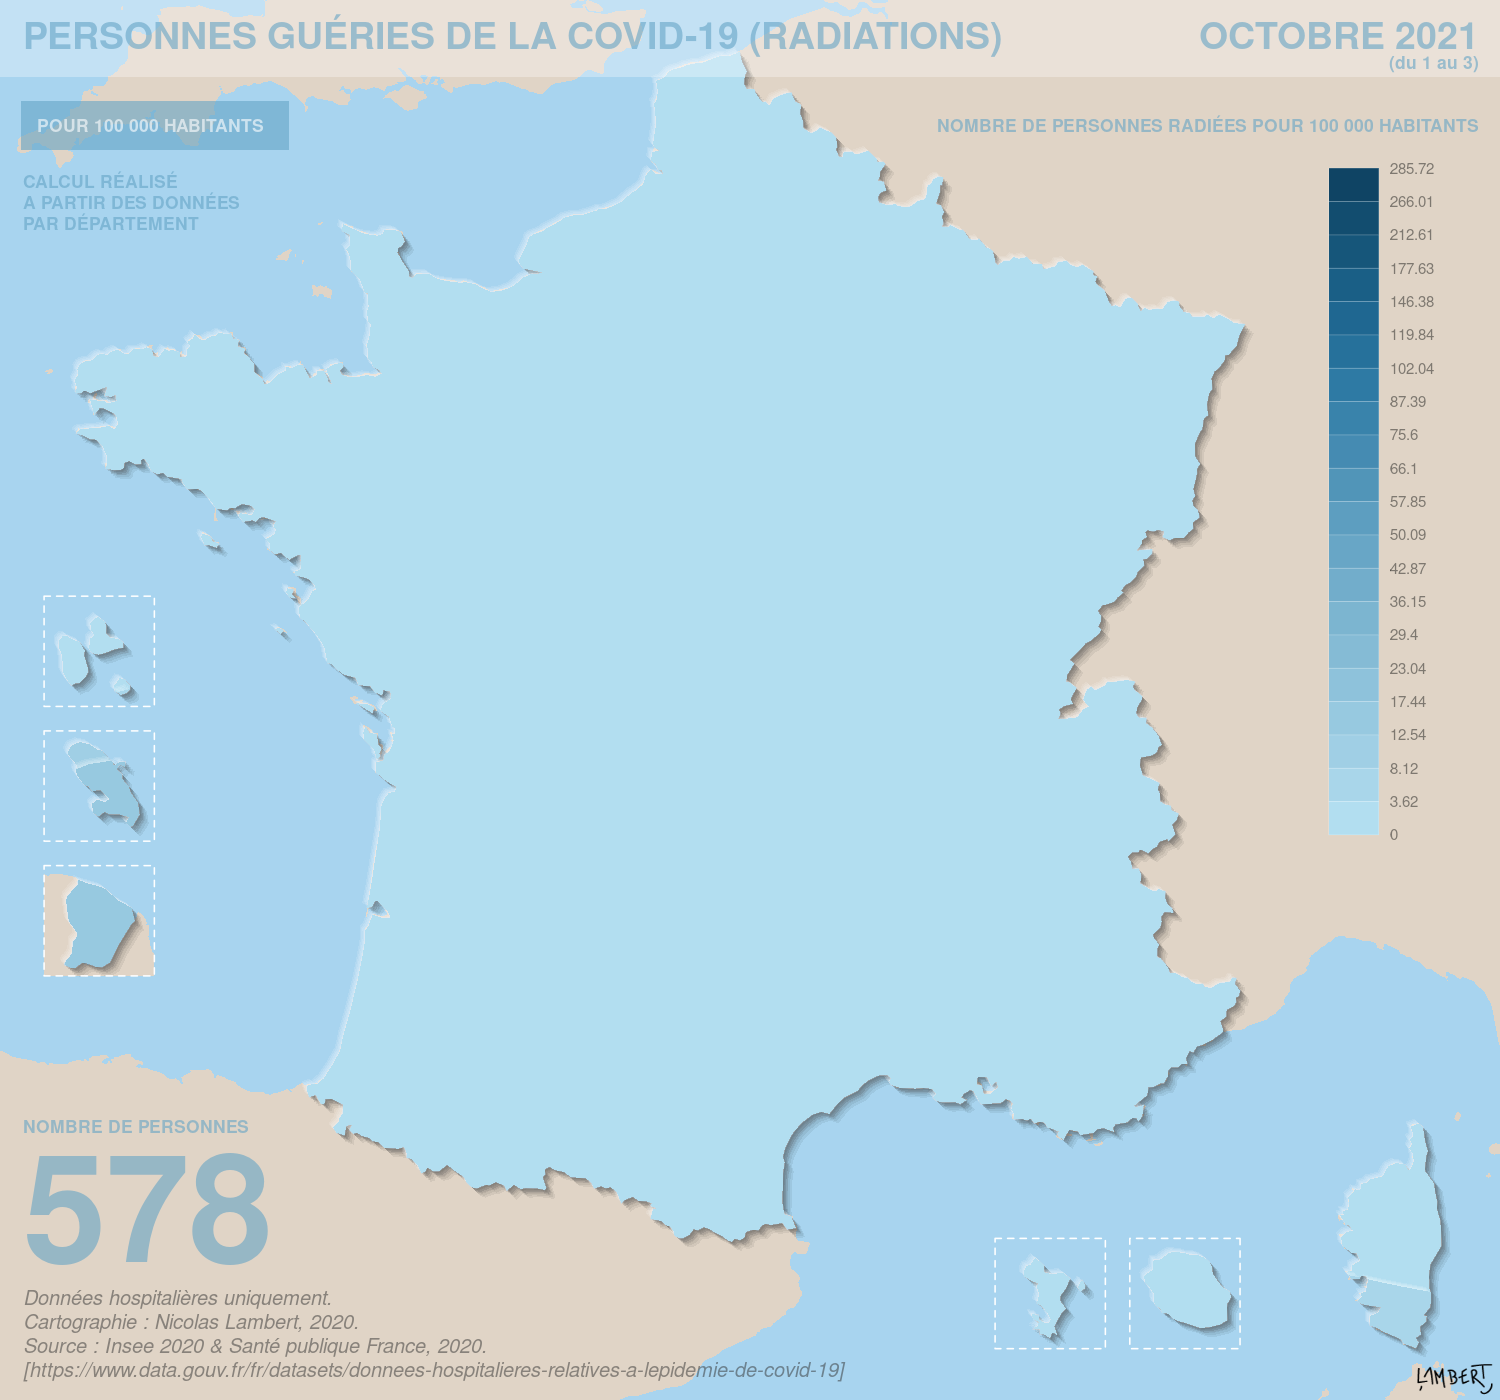 PERSONNES GUÉRIES DE LA COVID-19 (RADIATIONS)
OCTOBRE 2021
(du 1 au 3)
POUR 100 000 HABITANTS
CALCUL RÉALISÉ
A PARTIR DES DONNÉES
PAR DÉPARTEMENT
NOMBRE DE PERSONNES RADIÉES POUR 100 000 HABITANTS
285.72
266.01
212.61
177.63
146.38
119.84
102.04
87.39
75.6
66.1
57.85
50.09
42.87
36.15
29.4
23.04
17.44
12.54
8.12
3.62
0
NOMBRE DE PERSONNES
578
Données hospitalières uniquement.
Cartographie : Nicolas Lambert, 2020.
Source : Insee 2020 & Santé publique France, 2020.
[https://www.data.gouv.fr/fr/datasets/donnees-hospitalieres-relatives-a-lepidemie-de-covid-19]
LAMBERT